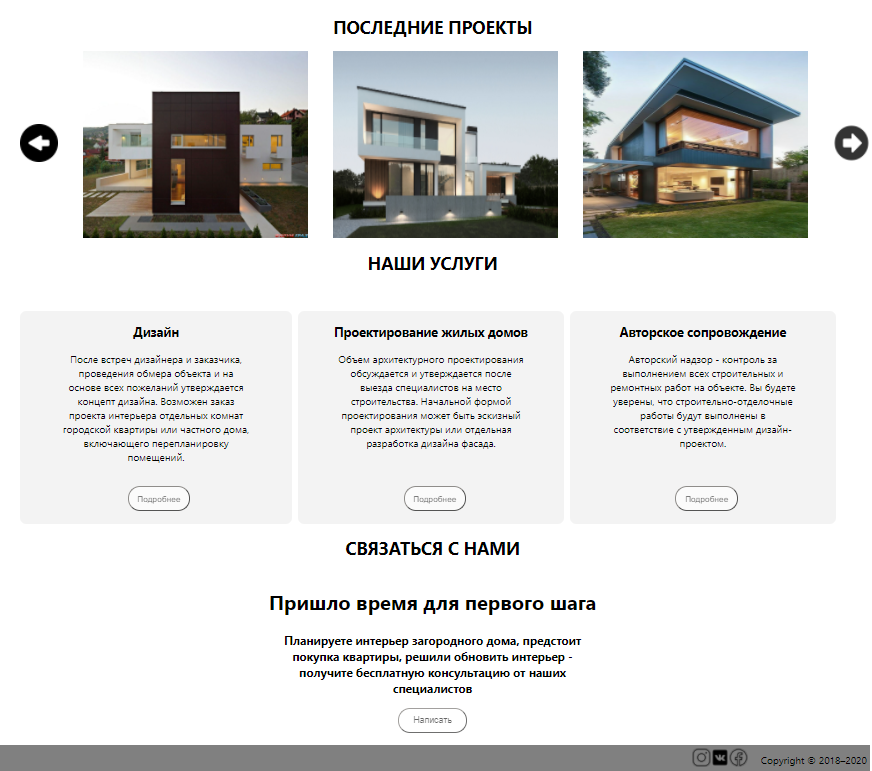 ПОСЛЕДНИЕ ПРОЕКТЫ
НАШИ УСЛУГИ
Дизайн
После встреч дизайнера и заказчика,
проведения обмера объекта и на
основе всех пожеланий утверждается
концепт дизайна. Возможен заказ
проекта интерьера отдельных комнат
городской квартиры или частного дома,
включающего перепланировку
помещений.
Подробнее
Проектирование жилых домов
Объем архитектурного проектирования
обсуждается и утверждается после
выезда специалистов на место
строительства. Начальной формой
проектирования может быть эскизный
проект архитектуры или отдельная
разработка дизайна фасада.
Подробнее
Авторское сопровождение
Авторский надзор - контроль за
выполнением всех строительных и
ремонтных работ на объекте. Вы будете
уверены, что строительно-отделочные
работы будут выполнены в
соответствие с утвержденным дизайн-
проектом.
Подробнее
СВЯЗАТЬСЯ С НАМИ
Пришло время для первого шага
Планируете интерьер загородного дома, предстоит
покупка квартиры, решили обновить интерьер -
получите бесплатную консультацию от наших
специалистов
Написать
Copyright © 2018–2020